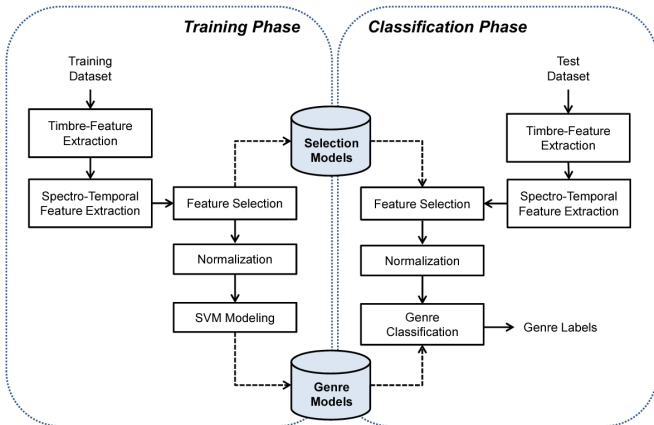 Training Phase
Classification Phase
Training
Dataset
Timbre-Feature
Extraction
Spectro-Temporal
Feature Extraction
Feature Selection
Normalization
SVM Modeling
Selection
Models
Genre
Models
Test
Dataset
Timbre-Feature
Extraction
Spectro-Temporal
Feature Extraction
Feature Selection
Normalization
Genre
Classification
Genre Labels